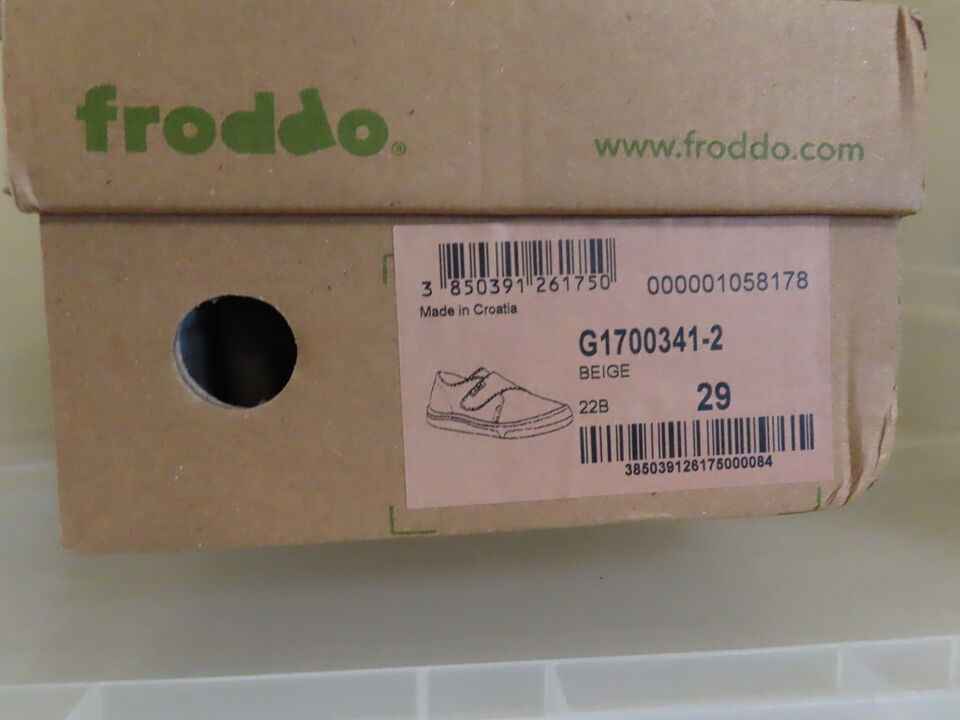 froddo®
www.froddo.com
3 850391 261750
000001058178
Made in Croatia
G1700341-2
BEIGE
22B
29
385039126175000084